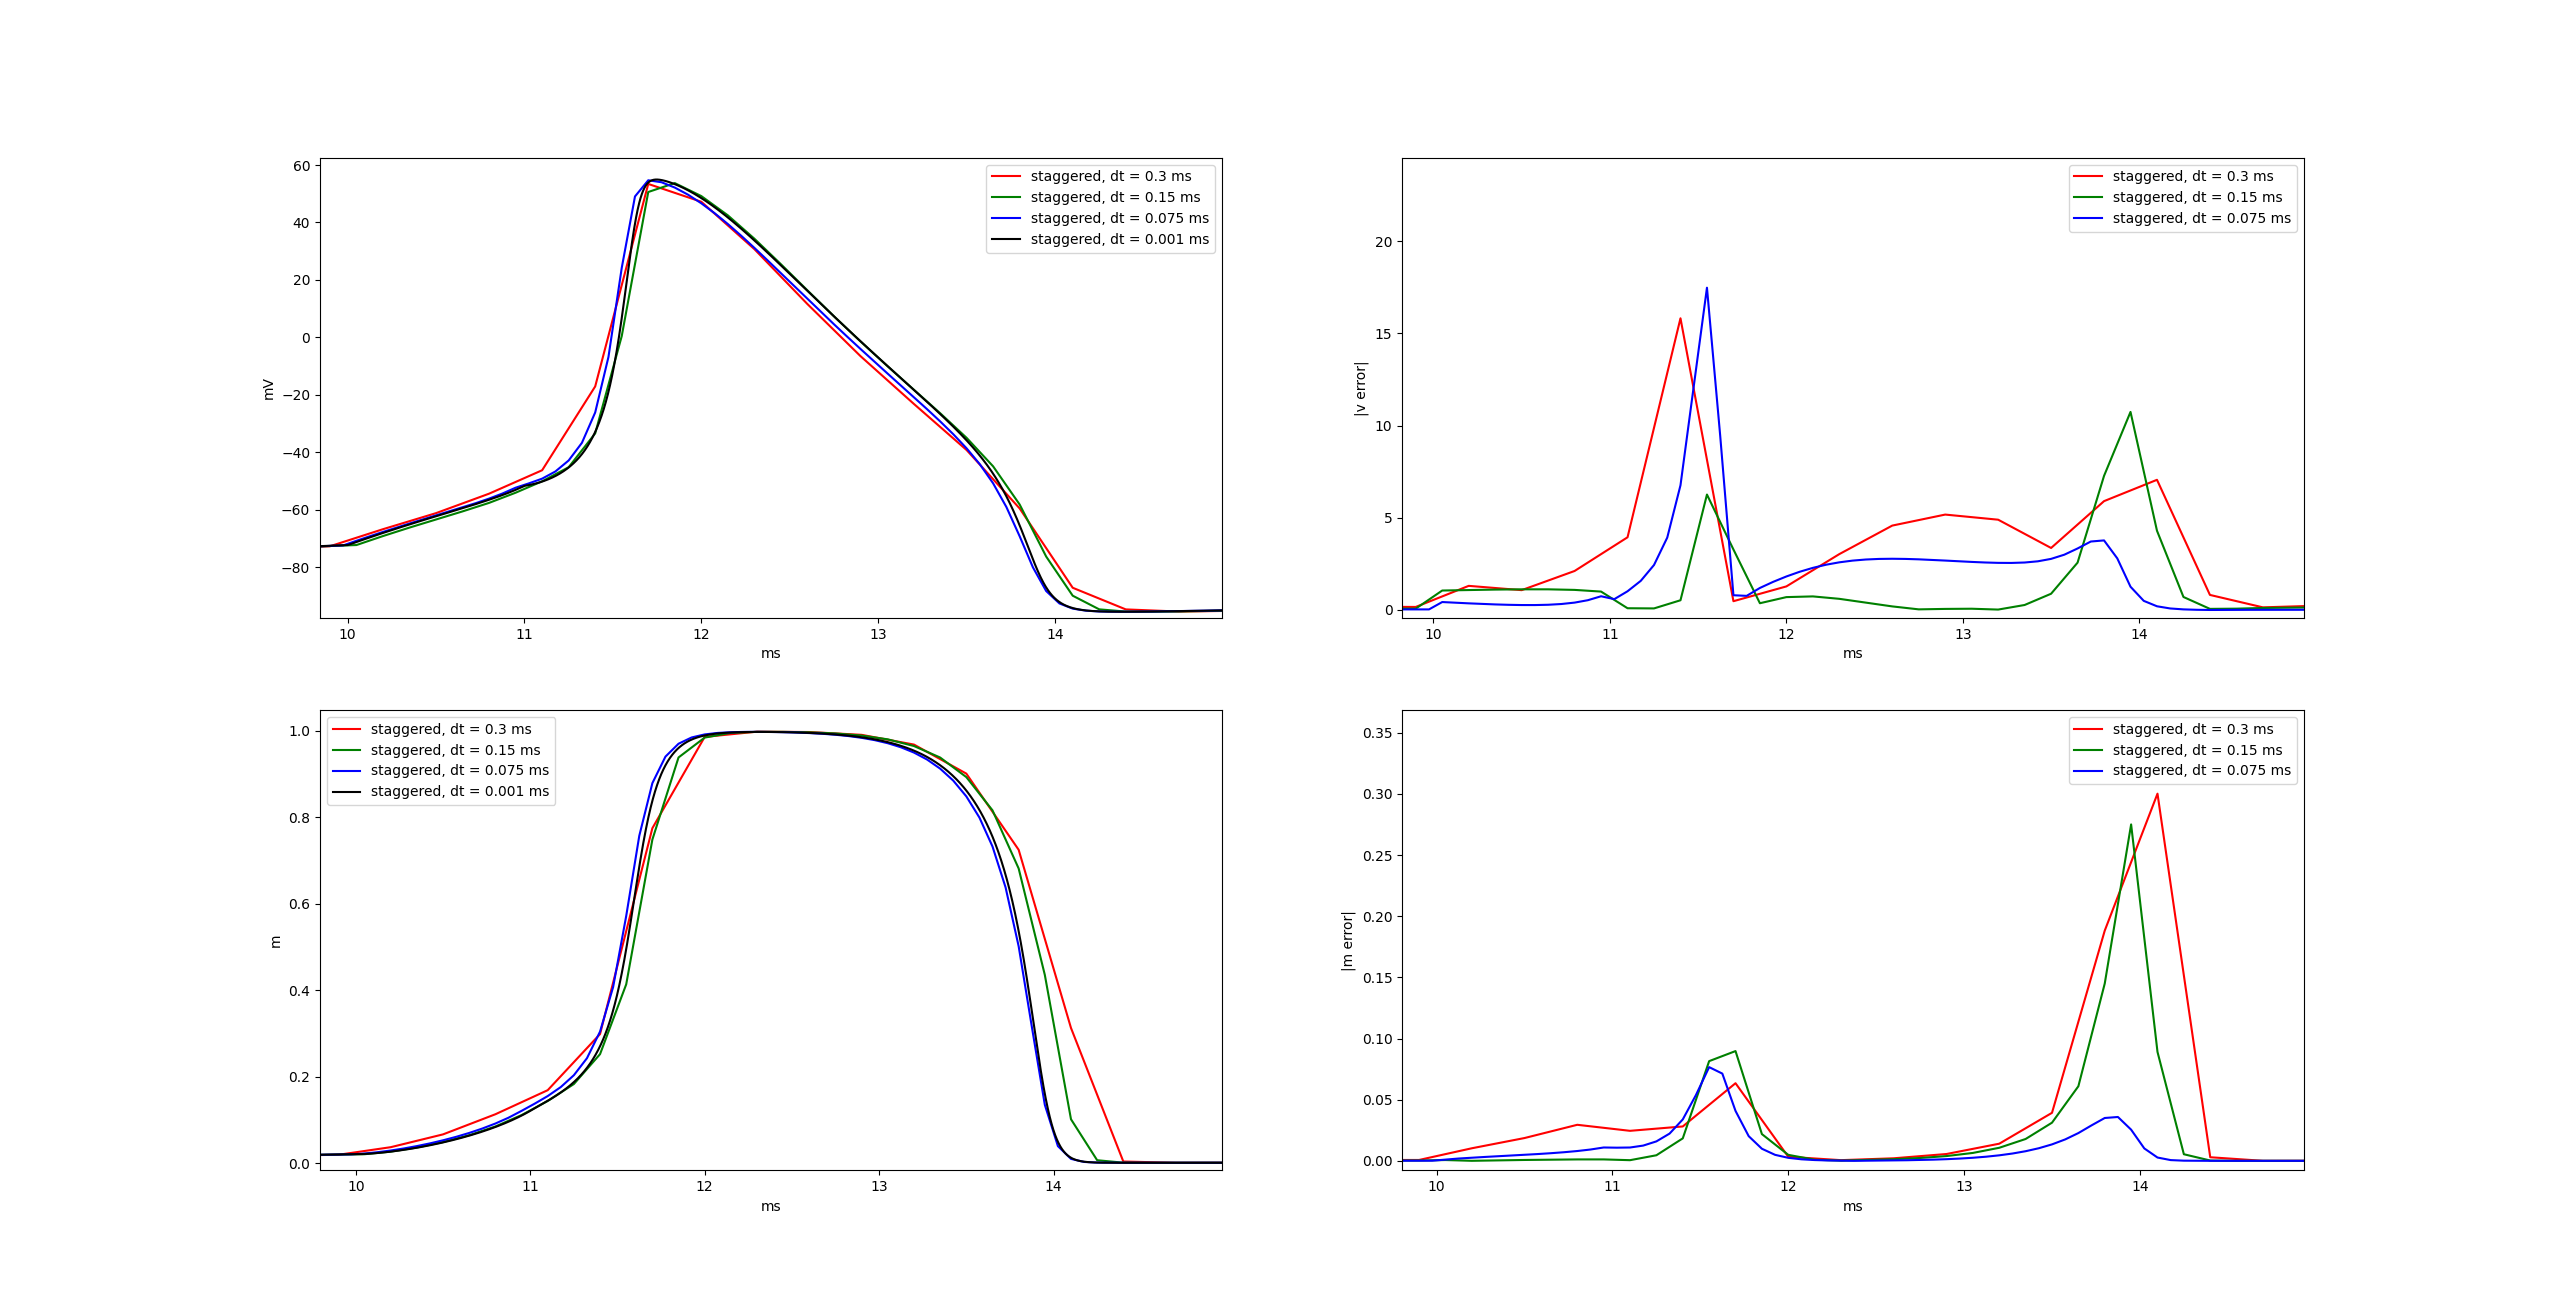 60
40
20
0
−20
−40
−60
−80
mV
10 11 12 13 14
ms
staggered, dt = 0.3 ms
staggered, dt = 0.15 ms
staggered, dt = 0.075 ms
staggered, dt = 0.001 ms
20
15
10
5
0
|v error|
10 11 12 13 14
ms
staggered, dt = 0.3 ms
staggered, dt = 0.15 ms
staggered, dt = 0.075 ms
1.0
0.8
0.6
0.4
0.2
0.0
m
10 11 12 13 14
ms
staggered, dt = 0.3 ms
staggered, dt = 0.15 ms
staggered, dt = 0.075 ms
staggered, dt = 0.001 ms
0.35
0.30
0.25
0.20
0.15
0.10
0.05
0.00
|m error|
10 11 12 13 14
ms
staggered, dt = 0.3 ms
staggered, dt = 0.15 ms
staggered, dt = 0.075 ms